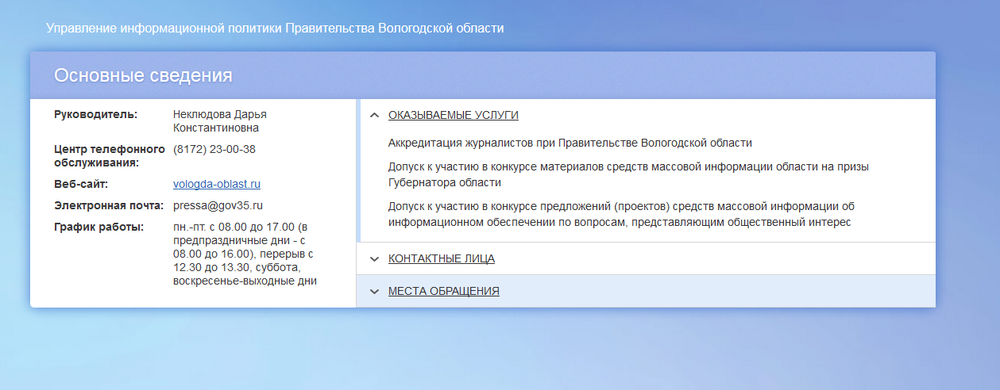 Управление информационной политики Правительства Вологодской области
Основные сведения
Руководитель:
Неклюдова Дарья
Константиновна
Центр телефонного
обслуживания:
(8172) 23-00-38
Веб-сайт:
vologda-oblast.ru
Электронная почта:
pressa@gov35.ru
График работы:
пн.-пт. с 08.00 до 17.00 (в
предпраздничные дни - с
08.00 до 16.00), перерыв с
12.30 до 13.30, суббота,
воскресенье-выходные дни
ОКАЗЫВАЕМЫЕ УСЛУГИ
Аккредитация журналистов при Правительстве Вологодской области
Допуск к участию в конкурсе материалов средств массовой информации области на призы
Губернатора области
Допуск к участию в конкурсе предложений (проектов) средств массовой информации об
информационном обеспечении по вопросам, представляющим общественный интерес
КОНТАКТНЫЕ ЛИЦА
МЕСТА ОБРАЩЕНИЯ